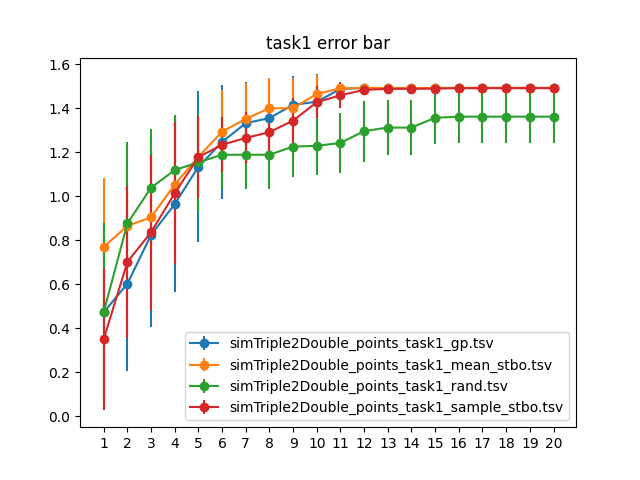 task1 error bar
1.6
1.4
1.2
1.0
0.8
0.6
0.4
0.2
0.0
simTriple2Double_points_task1_gp.tsv
simTriple2Double_points_task1_mean_stbo.tsv
simTriple2Double_points_task1_rand.tsv
simTriple2Double_points_task1_sample_stbo.tsv
1 2 3 4 5 6 7 8 9 10 11 12 13 14 15 16 17 18 19 20